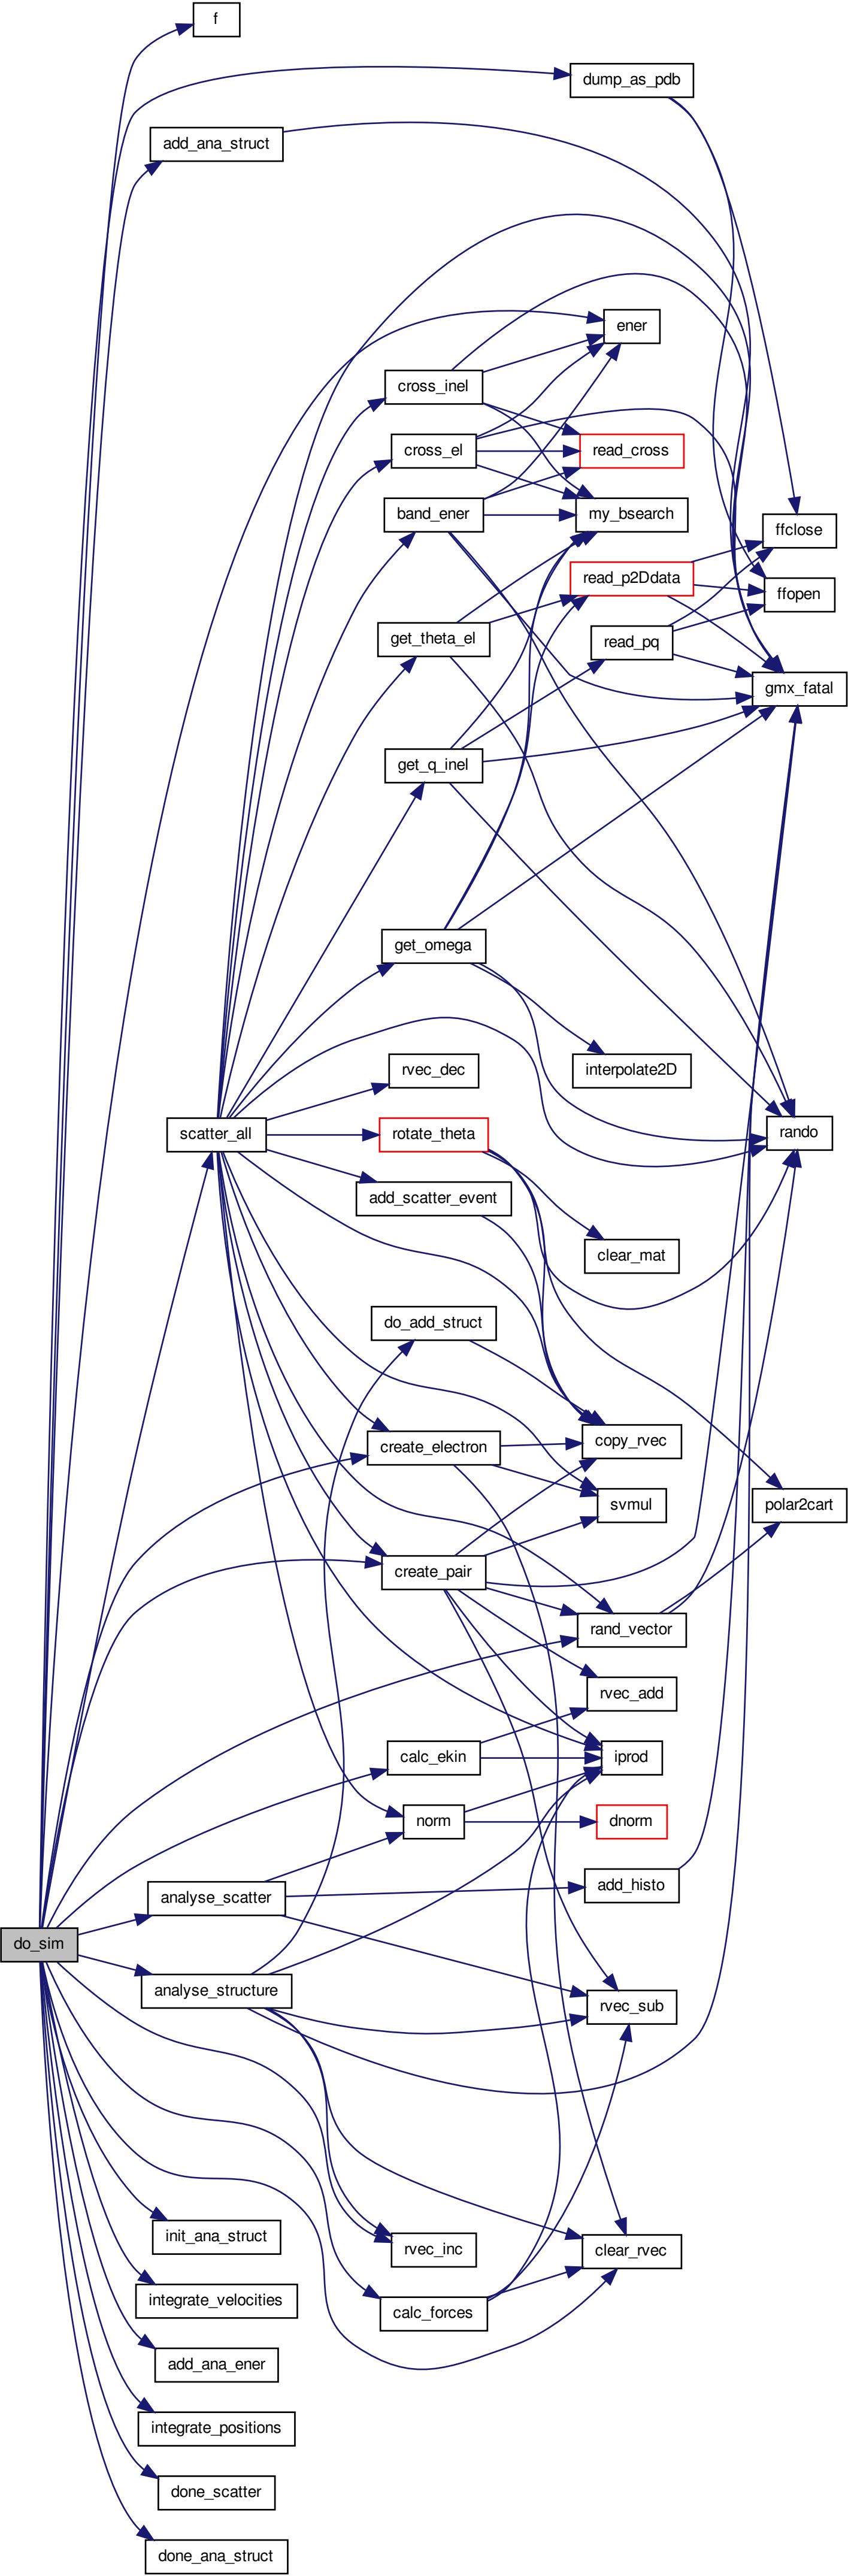 f
dump_as_pdb
add_ana_struct
ener
cross_inel
cross_el
read_cross
band_ener
my_bsearch
ffclose
read_p2Ddata
ffopen
get_theta_el
read_pq
gmx_fatal
get_q_inel
get_omega
rvec_dec
interpolate2D
scatter_all
rotate_theta
rando
add_scatter_event
clear_mat
do_add_struct
create_electron
copy_rvec
svmul
polar2cart
create_pair
rand_vector
rvec_add
calc_ekin
iprod
norm
dnorm
analyse_scatter
add_histo
do_sim
analyse_structure
rvec_sub
init_ana_struct
rvec_inc
clear_rvec
integrate_velocities
calc_forces
add_ana_ener
integrate_positions
done_scatter
done_ana_struct